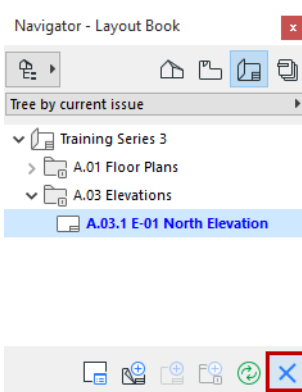 Navigator - Layout Book
x
Tree by current issue
Training Series 3
A.01 Floor Plans
A.03 Elevations
A.03.1 E-01 North Elevation